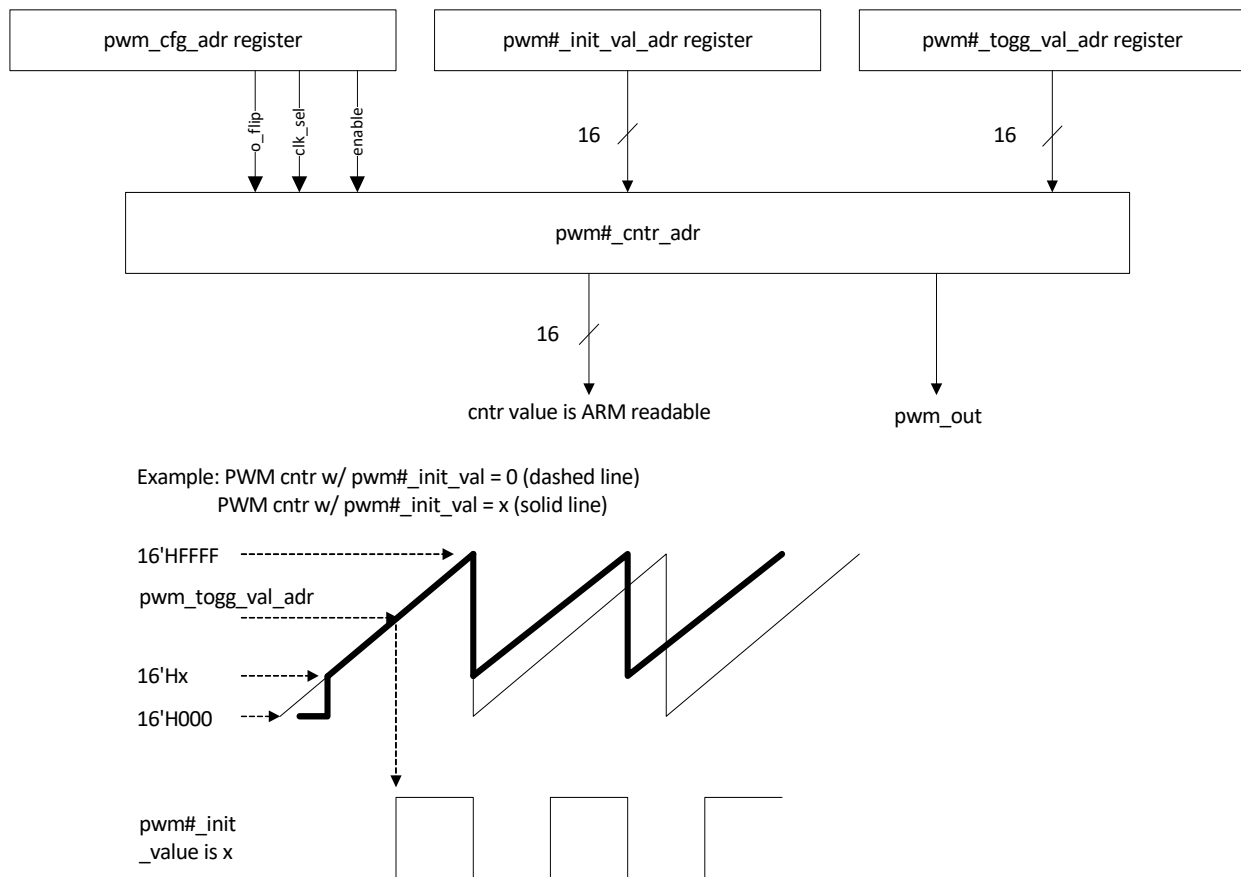 pwm_cfg_adr register
pwm#_init_val_adr register
pwm#_togg_val_adr register
o_flip
clk_sel
enable
16
16
pwm#_cntr_adr
16
cntr value is ARM readable
pwm_out
Example: PWM cntr w/ pwm#_init_val = 0 (dashed line)
PWM cntr w/ pwm#_init_val = x (solid line)
16'HFFFF
pwm_togg_val_adr
16'Hx
16'H000
pwm#_init
_value is x